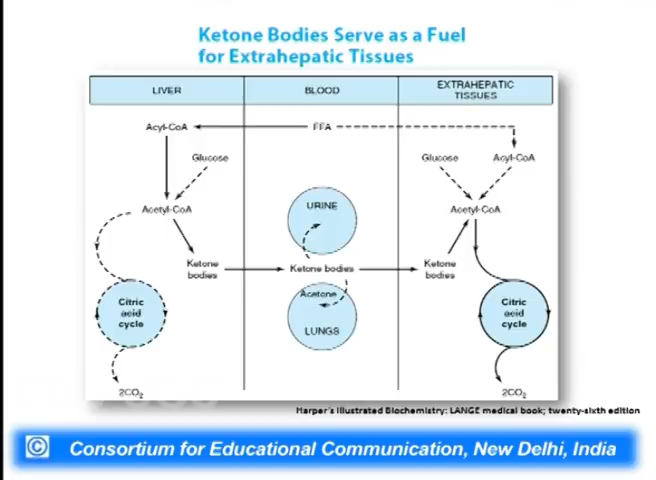 Ketone Bodies Serve as a Fuel
for Extrahepatic Tissues
LIVER
BLOOD
EXTRAHEPATIC
TISSUES
Acyl-CoA
FFA
Glucose
Glucose
Acyl-CoA
Acetyl-CoA
URINE
Acetyl-CoA
Ketone
bodies
Ketone bodies
Ketone
bodies
Citric
acid
cycle
Acetone
LUNGS
Citric
acid
cycle
2CO₂
2CO₂
Harper's Illustrated Biochemistry: LANGE medical book; twenty-sixth edition
© Consortium for Educational Communication, New Delhi, India